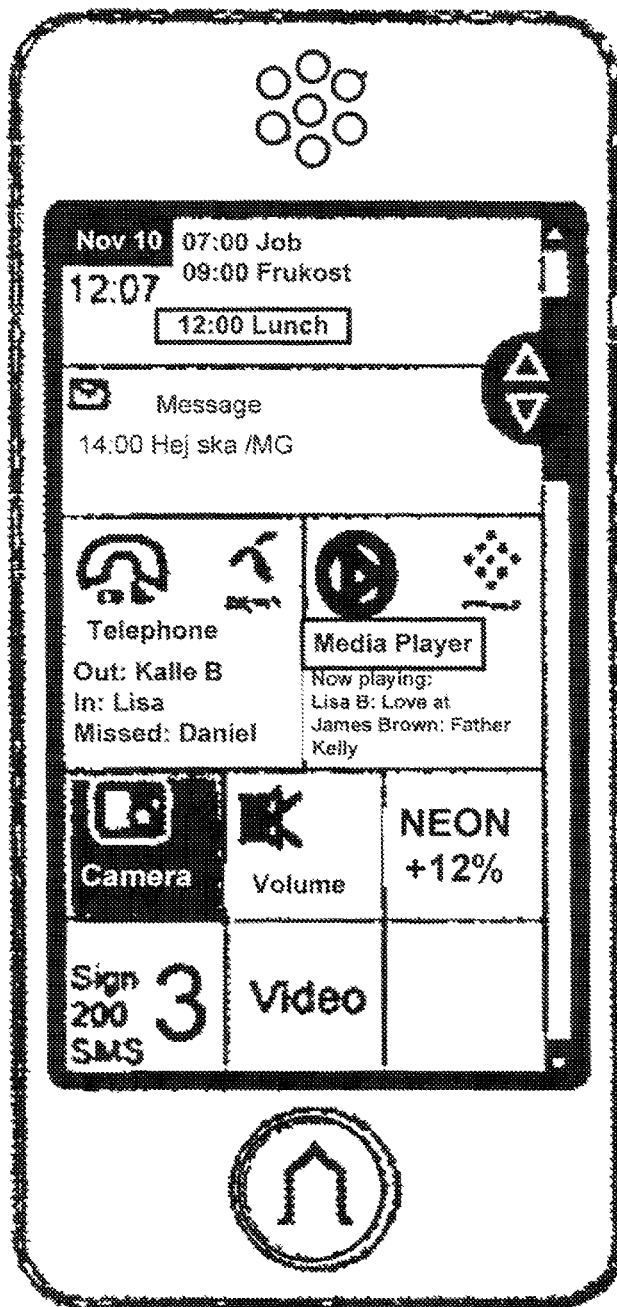 Nov 10
07:00 Job
12:07
09:00 Frukost
12:00 Lunch
Message
14:00 Hej ska /MG
Telephone
Out: Kalle B
In: Lisa
Missed: Daniel
Media Player
Now playing:
Lisa B: Love at
James Brown: Father
Kelly
Camera
Volume
NEON
+12%
Sign
200
SMS
3
Video